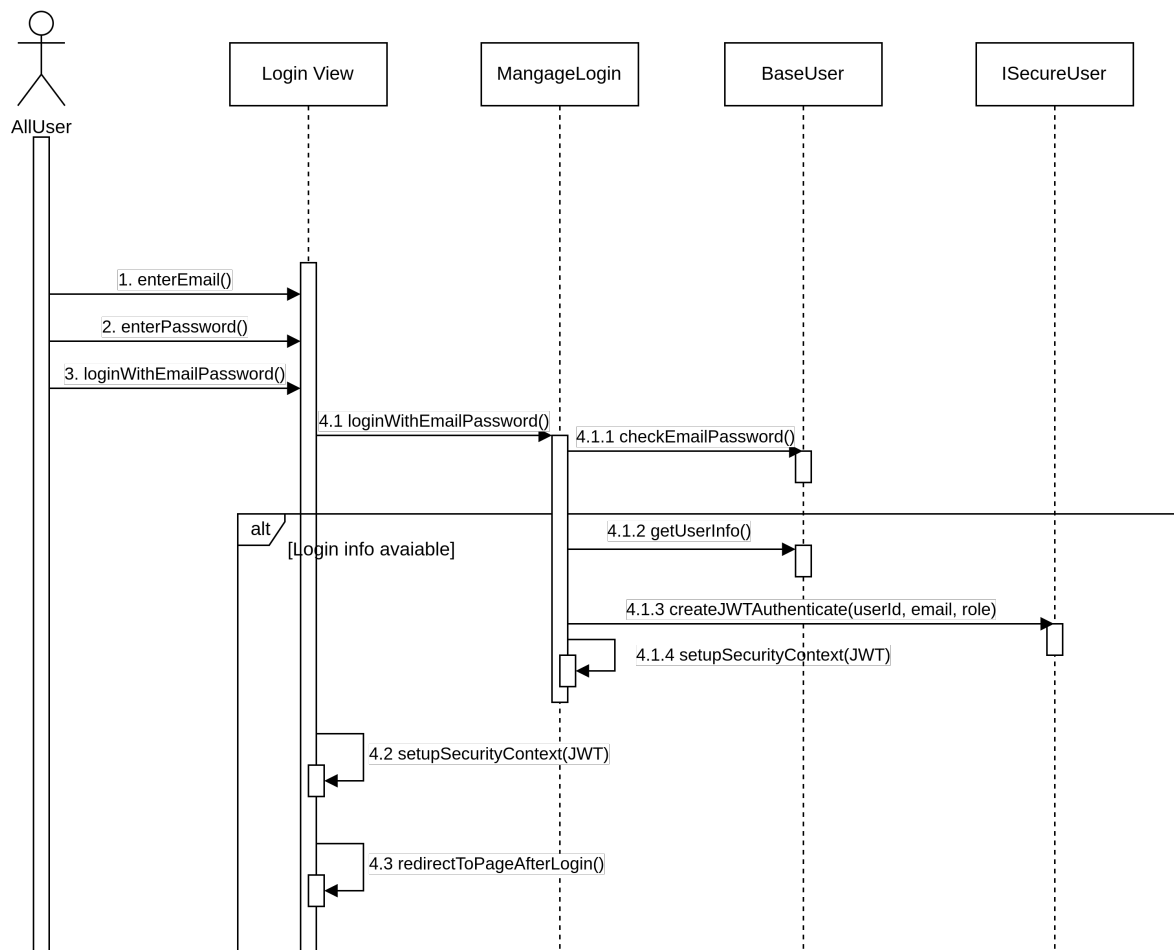 AllUser
Login View
MangageLogin
BaseUser
ISecureUser
1. enterEmail()
2. enterPassword()
3. loginWithEmailPassword()
4.1 loginWithEmailPassword()
4.1.1 checkEmailPassword()
alt
[Login info avaiable]
4.1.2 getUserInfo()
4.1.3 createJWTAuthenticate(userId, email, role)
4.1.4 setupSecurityContext(JWT)
4.2 setupSecurityContext(JWT)
4.3 redirectToPageAfterLogin()